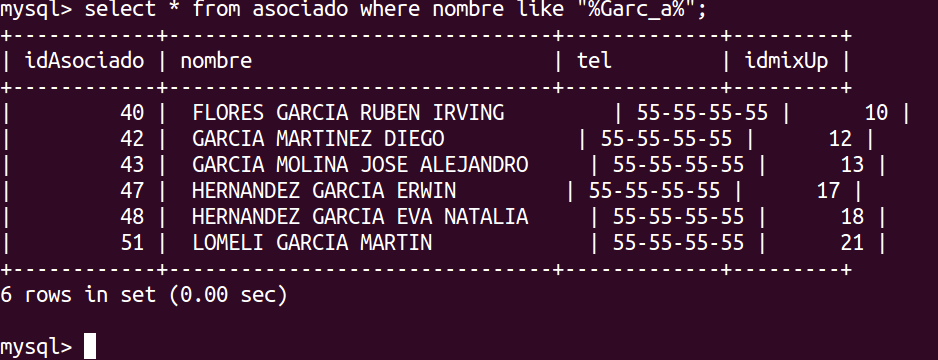 mysql> select * from asociado where nombre like "%Garc_a%";
+------------+--------------------------------+-------------+---------+
| idAsociado | nombre                         | tel         | idmixUp |
+------------+--------------------------------+-------------+---------+
|         40 |  FLORES GARCIA RUBEN IRVING         | 55-55-55-55 |      10 |
|         42 |  GARCIA MARTINEZ DIEGO           | 55-55-55-55 |      12 |
|         43 |  GARCIA MOLINA JOSE ALEJANDRO     | 55-55-55-55 |      13 |
|         47 |  HERNANDEZ GARCIA ERWIN         | 55-55-55-55 |      17 |
|         48 |  HERNANDEZ GARCIA EVA NATALIA     | 55-55-55-55 |      18 |
|         51 |  LOMELI GARCIA MARTIN             | 55-55-55-55 |      21 |
+------------+--------------------------------+-------------+---------+
6 rows in set (0.00 sec)
mysql>